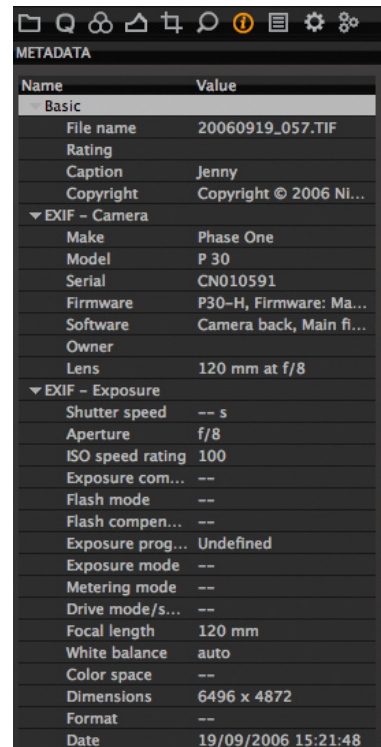 METADATA
Name Value
Basic
File name 20060919_057.TIF
Rating
Caption Jenny
Copyright Copyright © 2006 Ni...
EXIF - Camera
Make Phase One
Model P 30
Serial CN010591
Firmware P30-H, Firmware: Ma...
Software Camera back, Main fi...
Owner
Lens 120 mm at f/8
EXIF - Exposure
Shutter speed -- s
Aperture f/8
ISO speed rating 100
Exposure com... --
Flash mode --
Flash compen... --
Exposure prog... Undefined
Exposure mode --
Metering mode --
Drive mode/s... --
Focal length 120 mm
White balance auto
Color space --
Dimensions 6496 x 4872
Format --
Date 19/09/2006 15:21:48